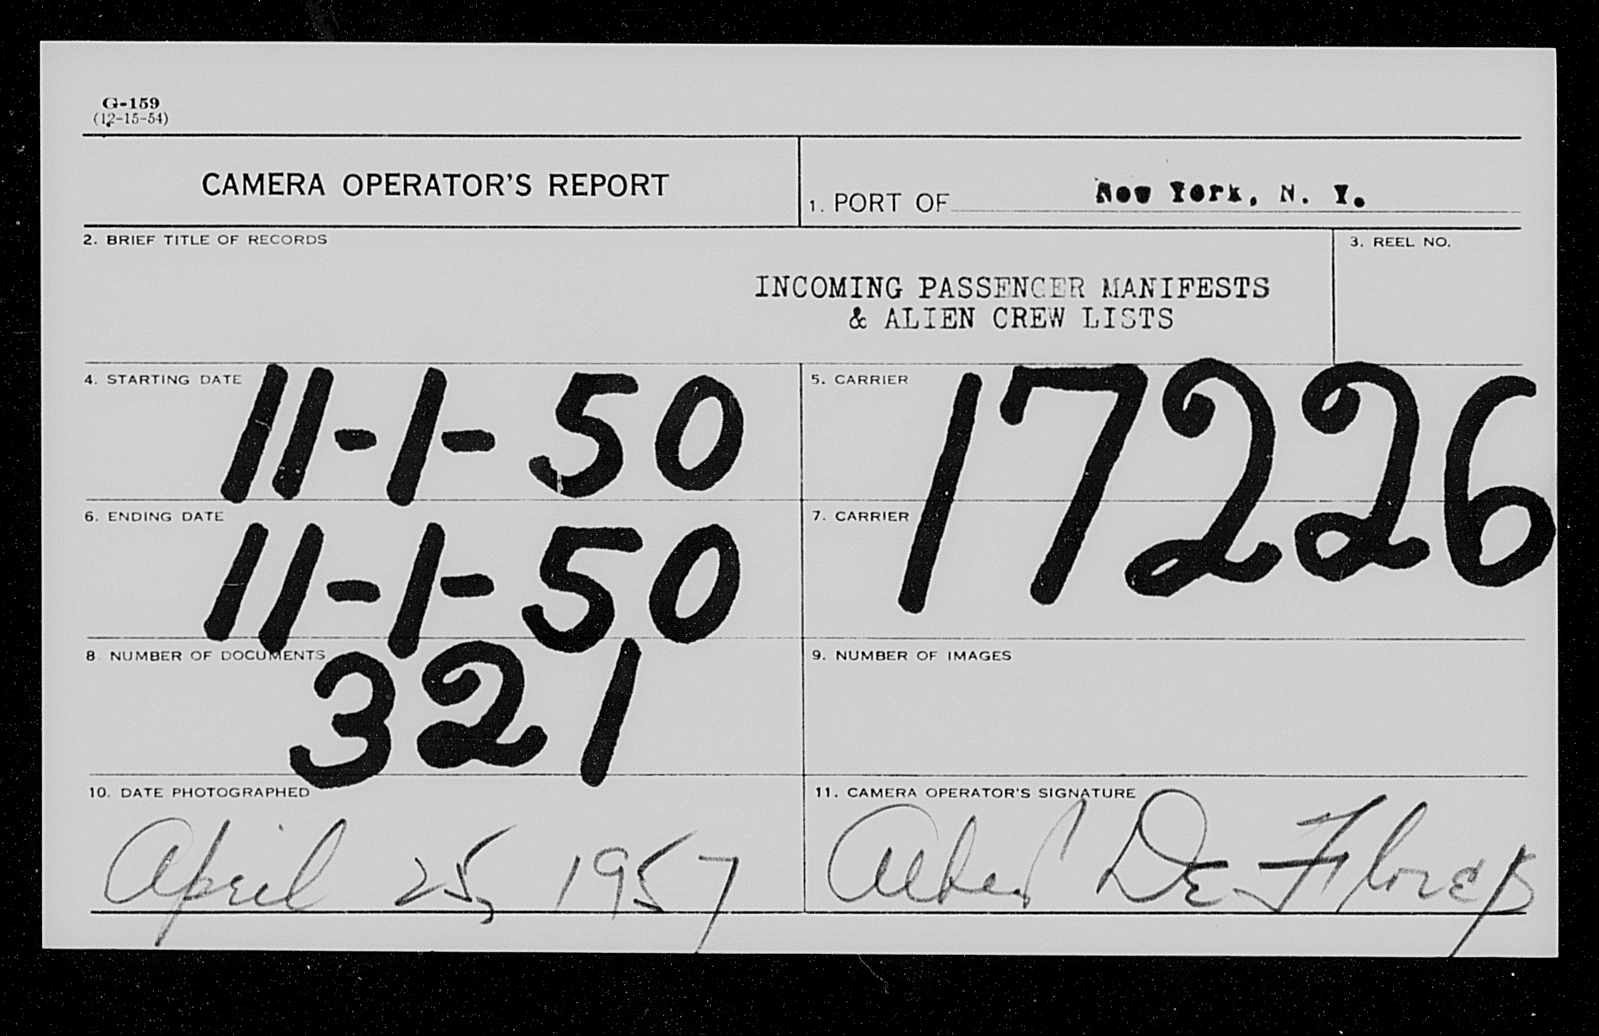 G-159
(12-15-54)
CAMERA OPERATOR'S REPORT
1. PORT OF New York, N. Y.
2. BRIEF TITLE OF RECORDS
INCOMING PASSENGER MANIFESTS
& ALIEN CREW LISTS
3. REEL NO.
4. STARTING DATE 11-1-50
5. CARRIER
17226
6. ENDING DATE 11-1-50
7. CARRIER
8. NUMBER OF DOCUMENTS 321
9. NUMBER OF IMAGES
10. DATE PHOTOGRAPHED
April 25, 1957
11. CAMERA OPERATOR'S SIGNATURE
Albert De Flores